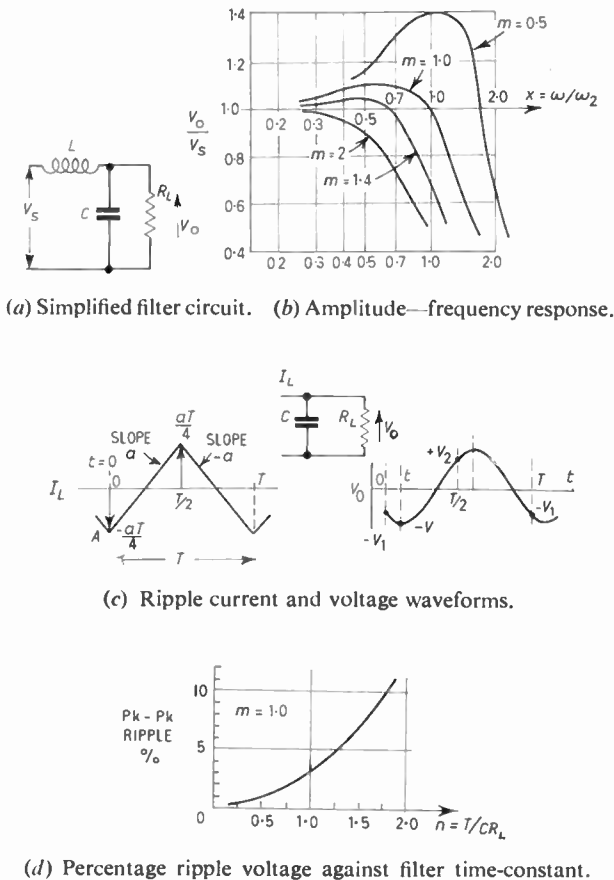 L
V_S
C
R_L
V_O
V_O/V_S
1·4
1·2
1·0
0·8
0·6
0·4
0·2 0·3 0·5 0·7 1·0 2·0
m = 0·5
m = 1·0
x = ω/ω₂
m = 2
m = 1·4
0·2 0·3 0·4 0·5 0·7 1·0 2·0
(a) Simplified filter circuit. (b) Amplitude—frequency response.
I_L
C
R_L
V_O
aT/4
SLOPE a
SLOPE -a
t = 0
0
T
I_L
T/2
A
-aT/4
T
+V₂
0
t
T
t
V_O
T/2
-V₁
-V
-V₁
(c) Ripple current and voltage waveforms.
10
m = 1·0
Pk - Pk
RIPPLE
%
5
0
0·5 1·0 1·5 2·0 n = T/CR_L
(d) Percentage ripple voltage against filter time-constant.